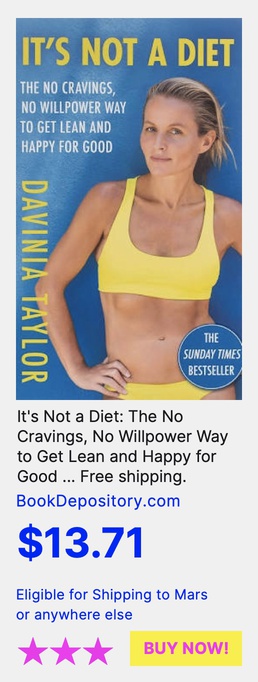 IT'S NOT A DIET
THE NO CRAVINGS,
NO WILLPOWER WAY
TO GET LEAN AND
HAPPY FOR GOOD
DAVINIA TAYLOR
THE
SUNDAY TIMES
BESTSELLER
It's Not a Diet: The No
Cravings, No Willpower Way
to Get Lean and Happy for
Good ... Free shipping.
BookDepository.com
$13.71
Eligible for Shipping to Mars
or anywhere else
BUY NOW!